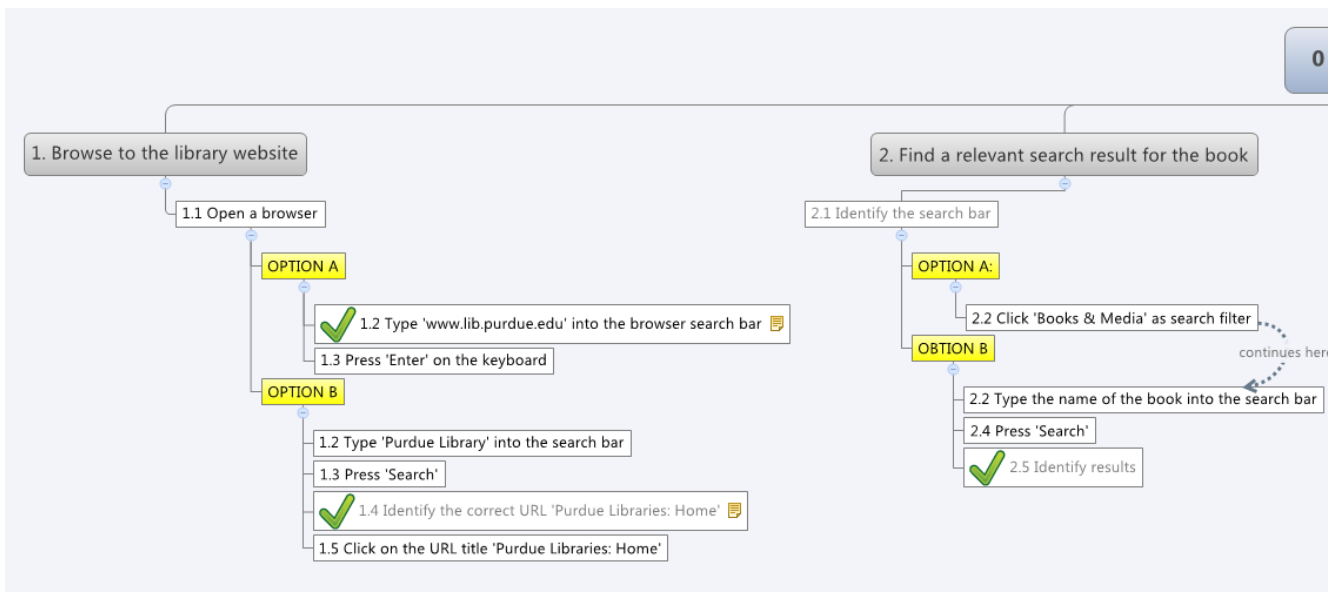 0
1. Browse to the library website
2. Find a relevant search result for the book
1.1 Open a browser
OPTION A
1.2 Type 'www.lib.purdue.edu' into the browser search bar
1.3 Press 'Enter' on the keyboard
OPTION B
1.2 Type 'Purdue Library' into the search bar
1.3 Press 'Search'
1.4 Identify the correct URL 'Purdue Libraries: Home'
1.5 Click on the URL title 'Purdue Libraries: Home'
2.1 Identify the search bar
OPTION A:
2.2 Click 'Books & Media' as search filter
continues here
OBTION B
2.2 Type the name of the book into the search bar
2.4 Press 'Search'
2.5 Identify results